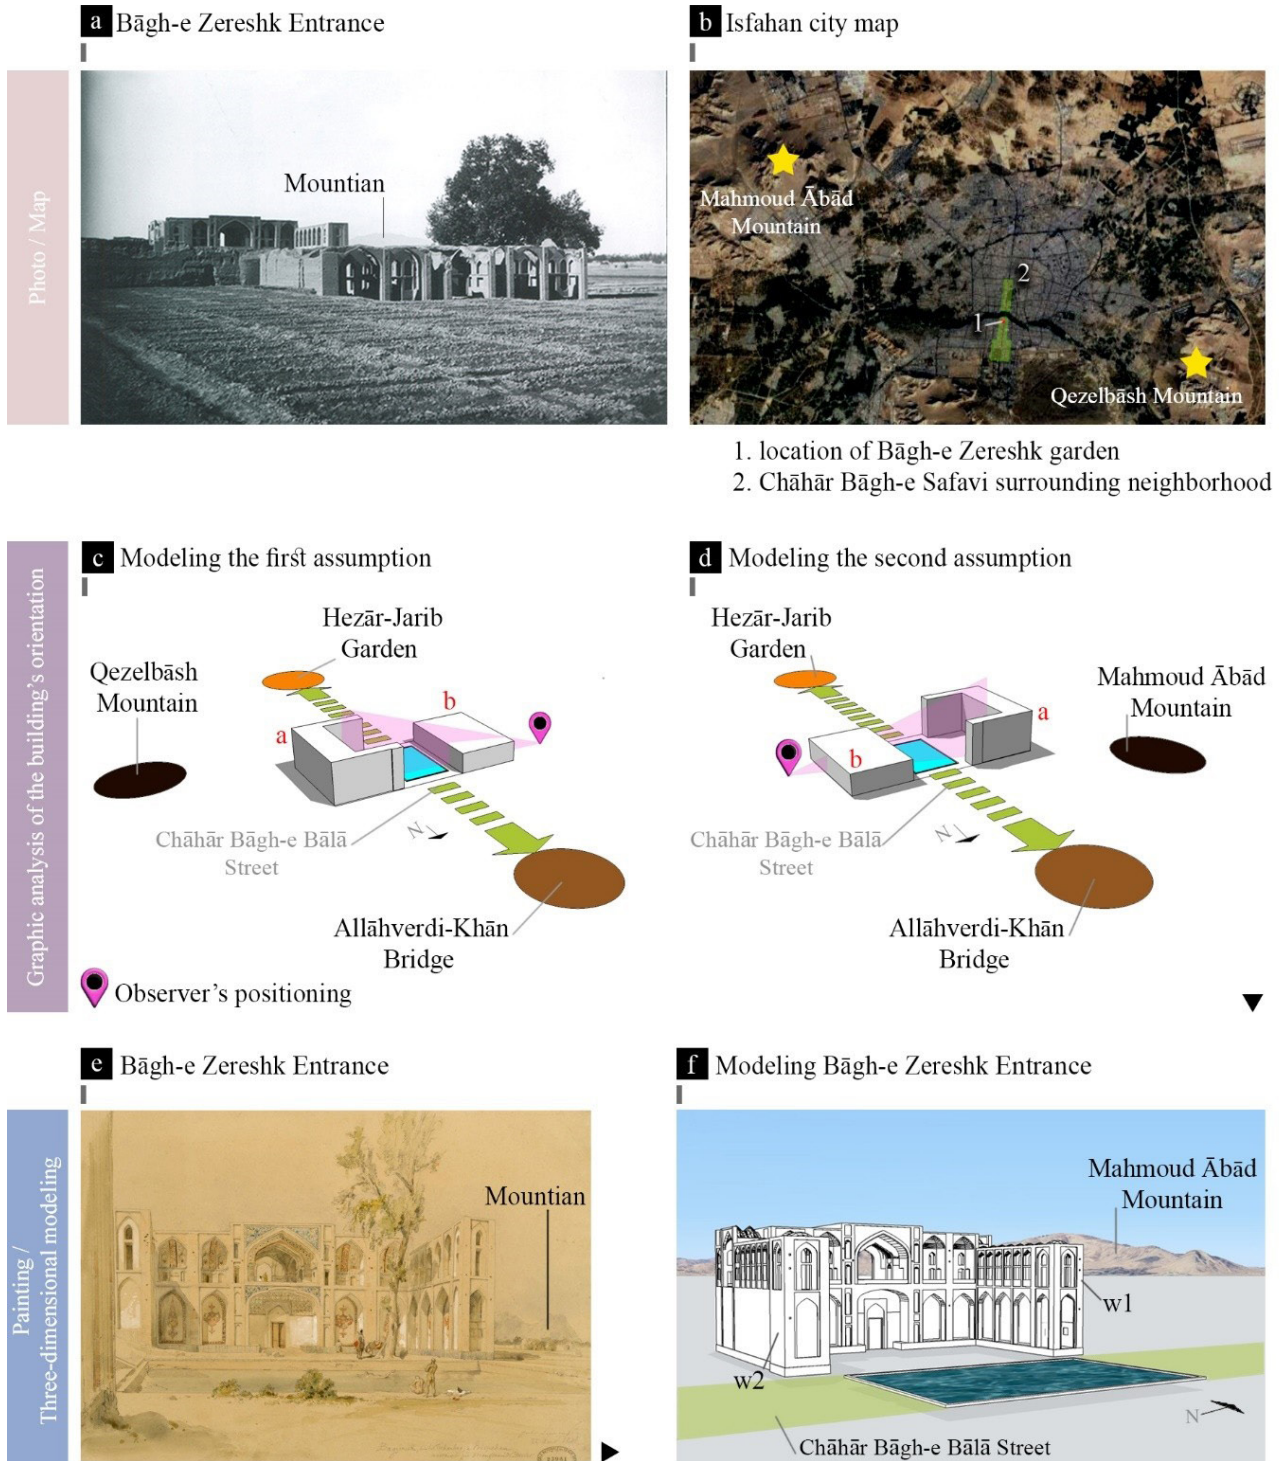 a Bāgh-e Zereshk Entrance
b Isfahan city map
Photo / Map
Mountian
Mahmoud Ābād
Mountain
2
1
Qezelbāsh Mountain
1. location of Bāgh-e Zereshk garden
2. Chāhār Bāgh-e Safavi surrounding neighborhood
Graphic analysis of the building's orientation
c Modeling the first assumption
Hezār-Jarib
Garden
Qezelbāsh
Mountain
b
a
N
Chāhār Bāgh-e Bālā
Street
Allāhverdi-Khān
Bridge
Observer's positioning
d Modeling the second assumption
Hezār-Jarib
Garden
Mahmoud Ābād
Mountain
a
b
N
Chāhār Bāgh-e Bālā
Street
Allāhverdi-Khān
Bridge
Painting /
Three-dimensional modeling
e Bāgh-e Zereshk Entrance
Mountian
f Modeling Bāgh-e Zereshk Entrance
Mahmoud Ābād
Mountain
w1
w2
N
Chāhār Bāgh-e Bālā Street